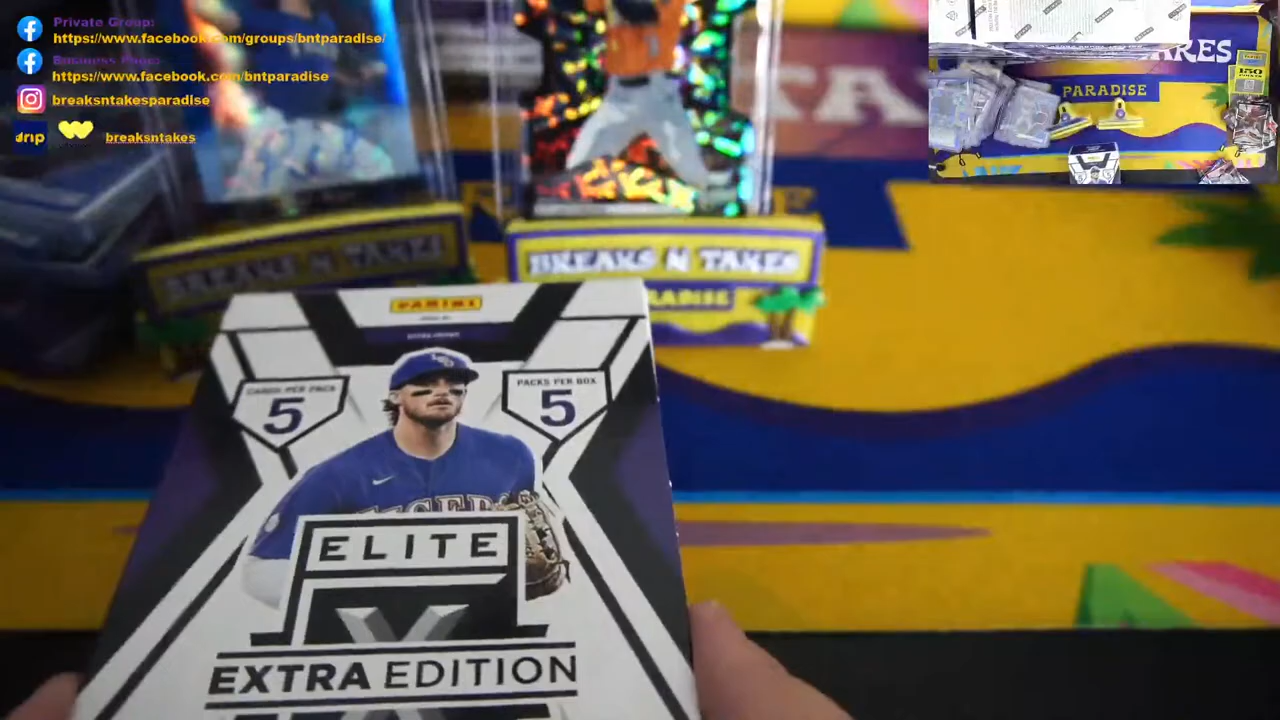 Private Group:
https://www.facebook.com/groups/bntparadise/
Business Page:
https://www.facebook.com/bntparadise
breaksntakesparadise
drip
breaksntakes
PARADISE
BREAKS N TAKES
BREAKS N TAKES
PANINI
CARDS PER PACK
5
PACKS PER BOX
5
ELITE
EXTRA EDITION